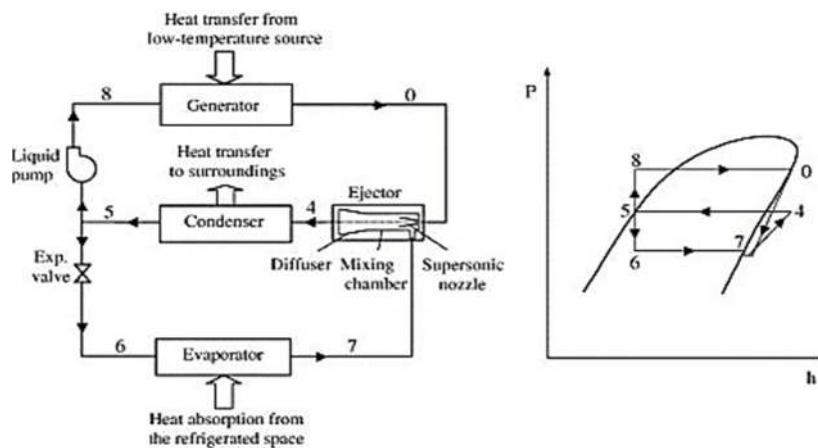 Heat transfer from
low-temperature source
8
Generator
0
Liquid
pump
Heat transfer
to surroundings
Ejector
5
Condenser
4
Exp.
valve
Diffuser
Mixing
chamber
Supersonic
nozzle
6
Evaporator
7
Heat absorption from
the refrigerated space
P
8
0
5
4
7
6
h